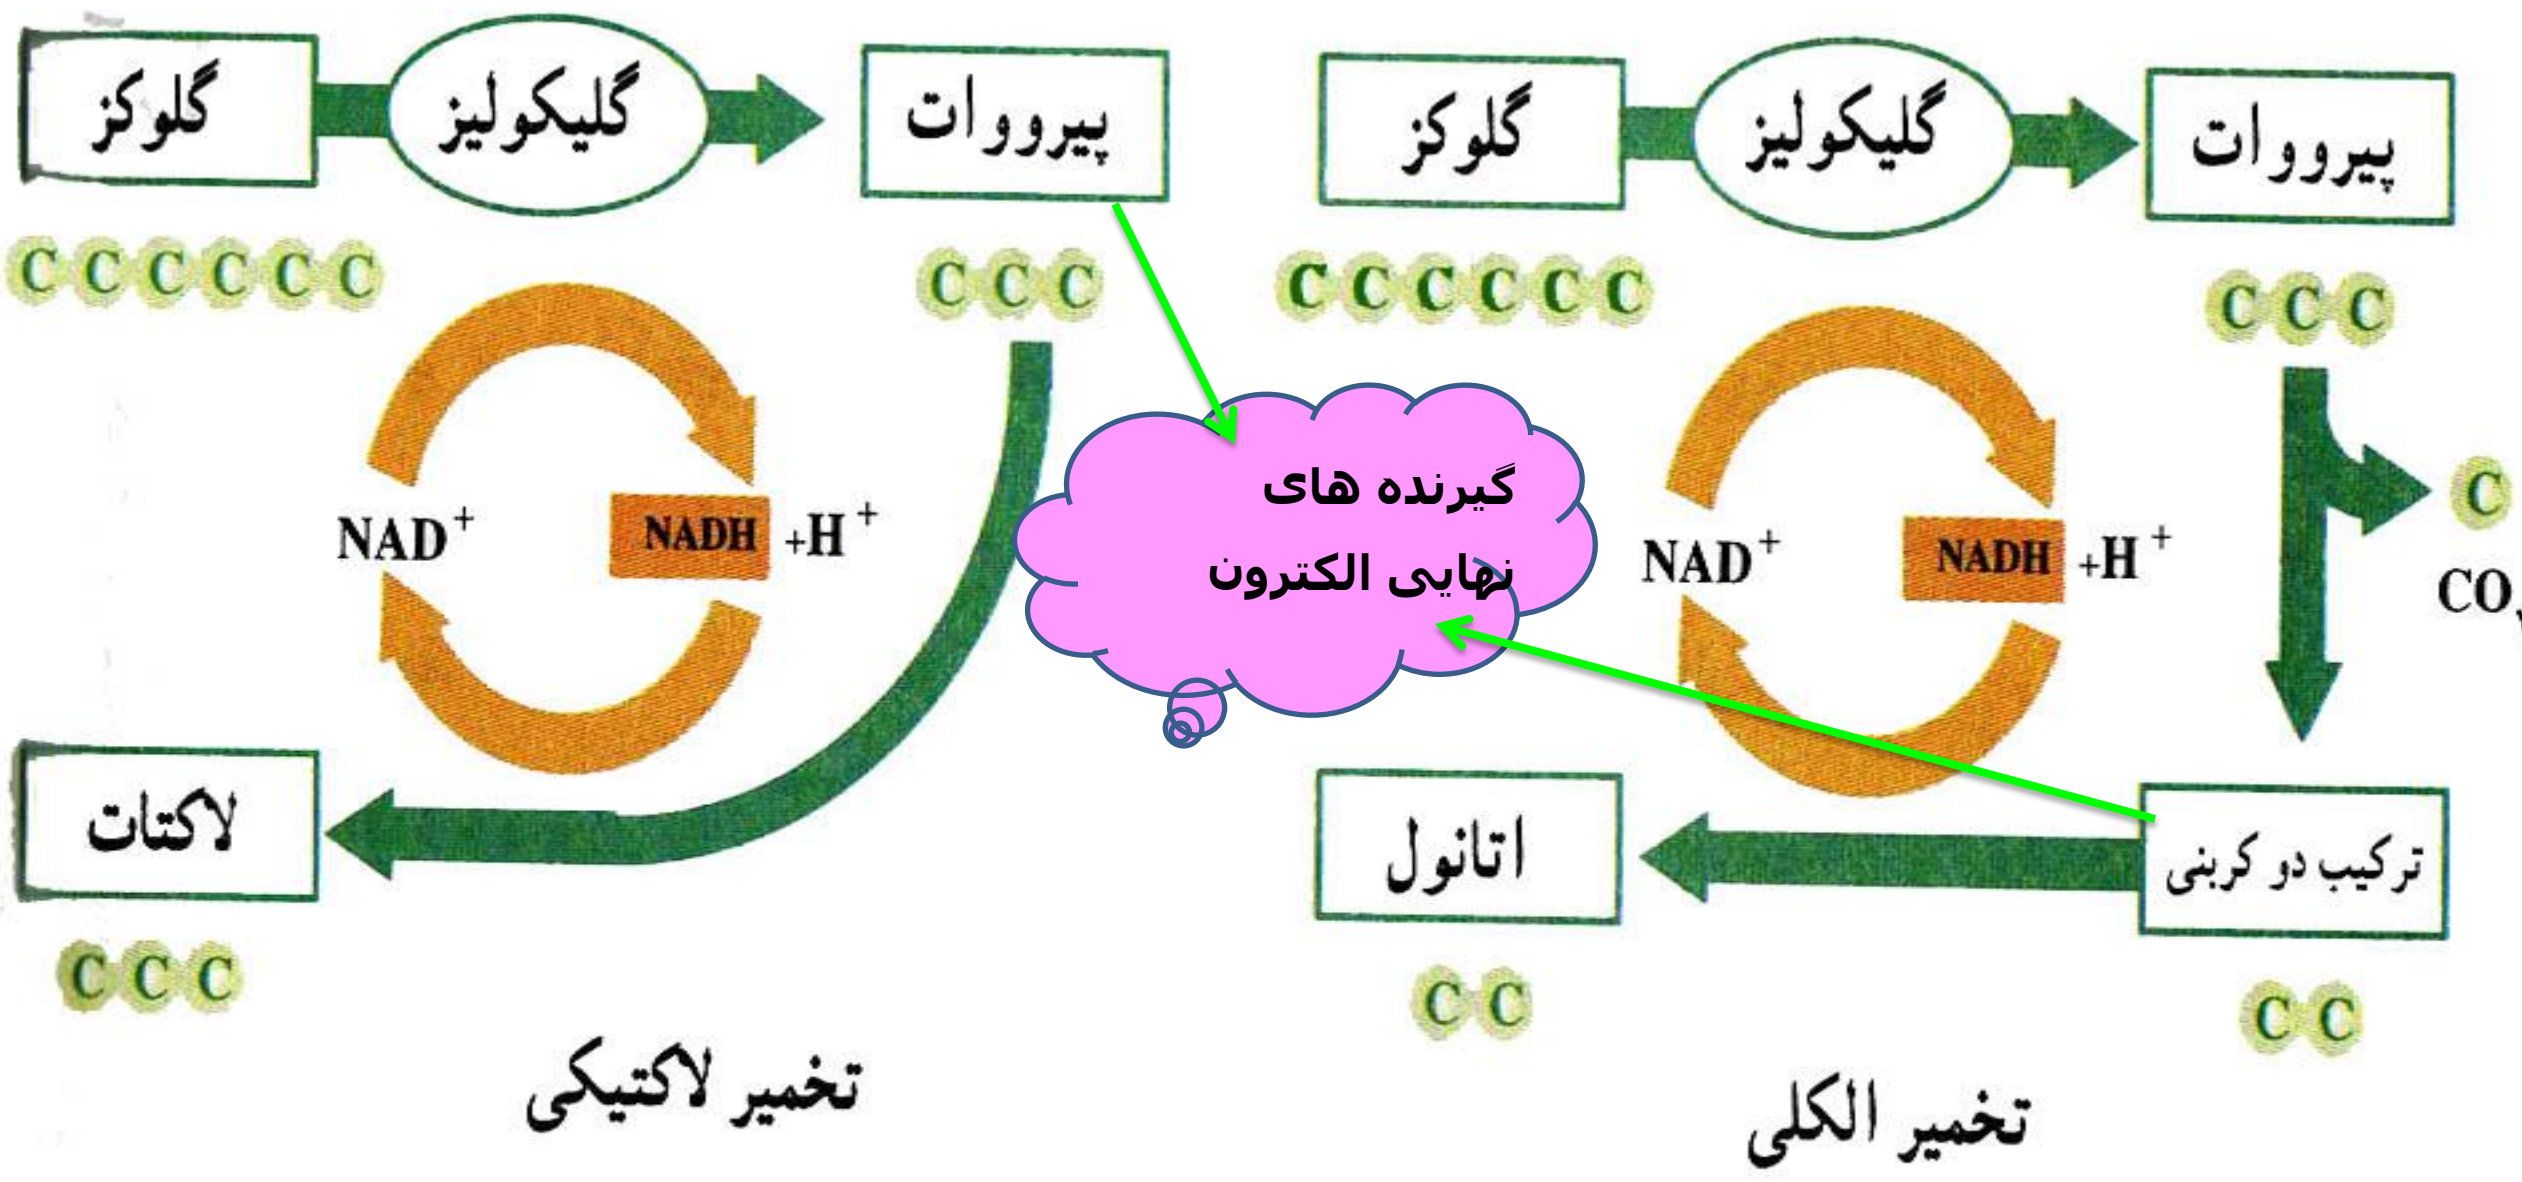 گلوکز
گلیکولیز
پیرووات
C C C C C C
C C C
NAD⁺
NADH
+H⁺
لاکتات
C C C
تخمیر لاکتیکی
گیرنده های
نهایی الکترون
گلوکز
گلیکولیز
پیرووات
C C C C C C
C C C
NAD⁺
NADH
+H⁺
C
CO۲
اتانول
ترکیب دو کربنی
C C
C C
تخمیر الکلی